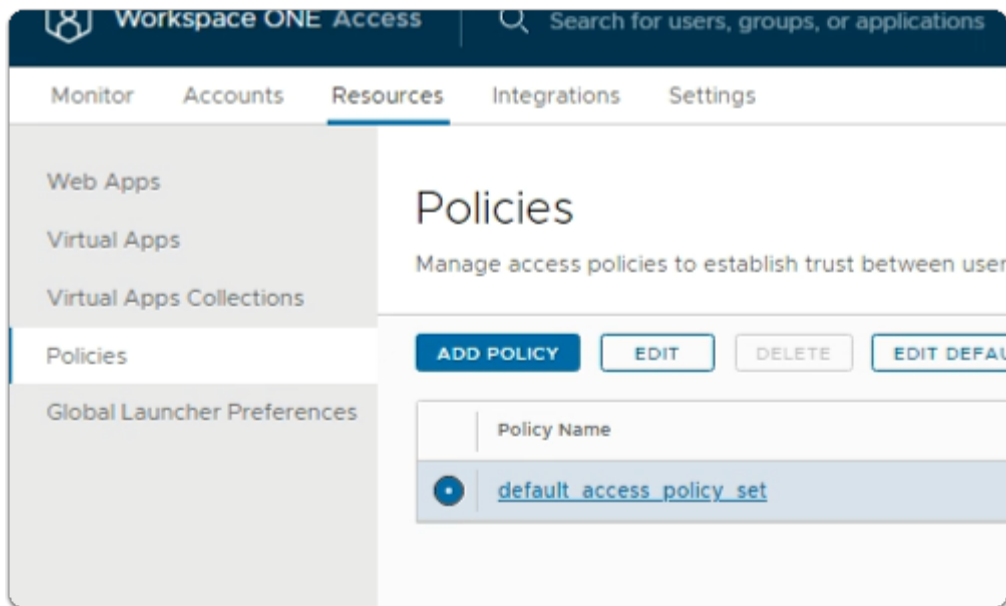 Workspace ONE Access
Search for users, groups, or applications
Monitor Accounts Resources Integrations Settings
Web Apps
Virtual Apps
Virtual Apps Collections
Policies
Global Launcher Preferences
Policies
Manage access policies to establish trust between user
ADD POLICY EDIT DELETE EDIT DEFAU
Policy Name
default_access_policy_set